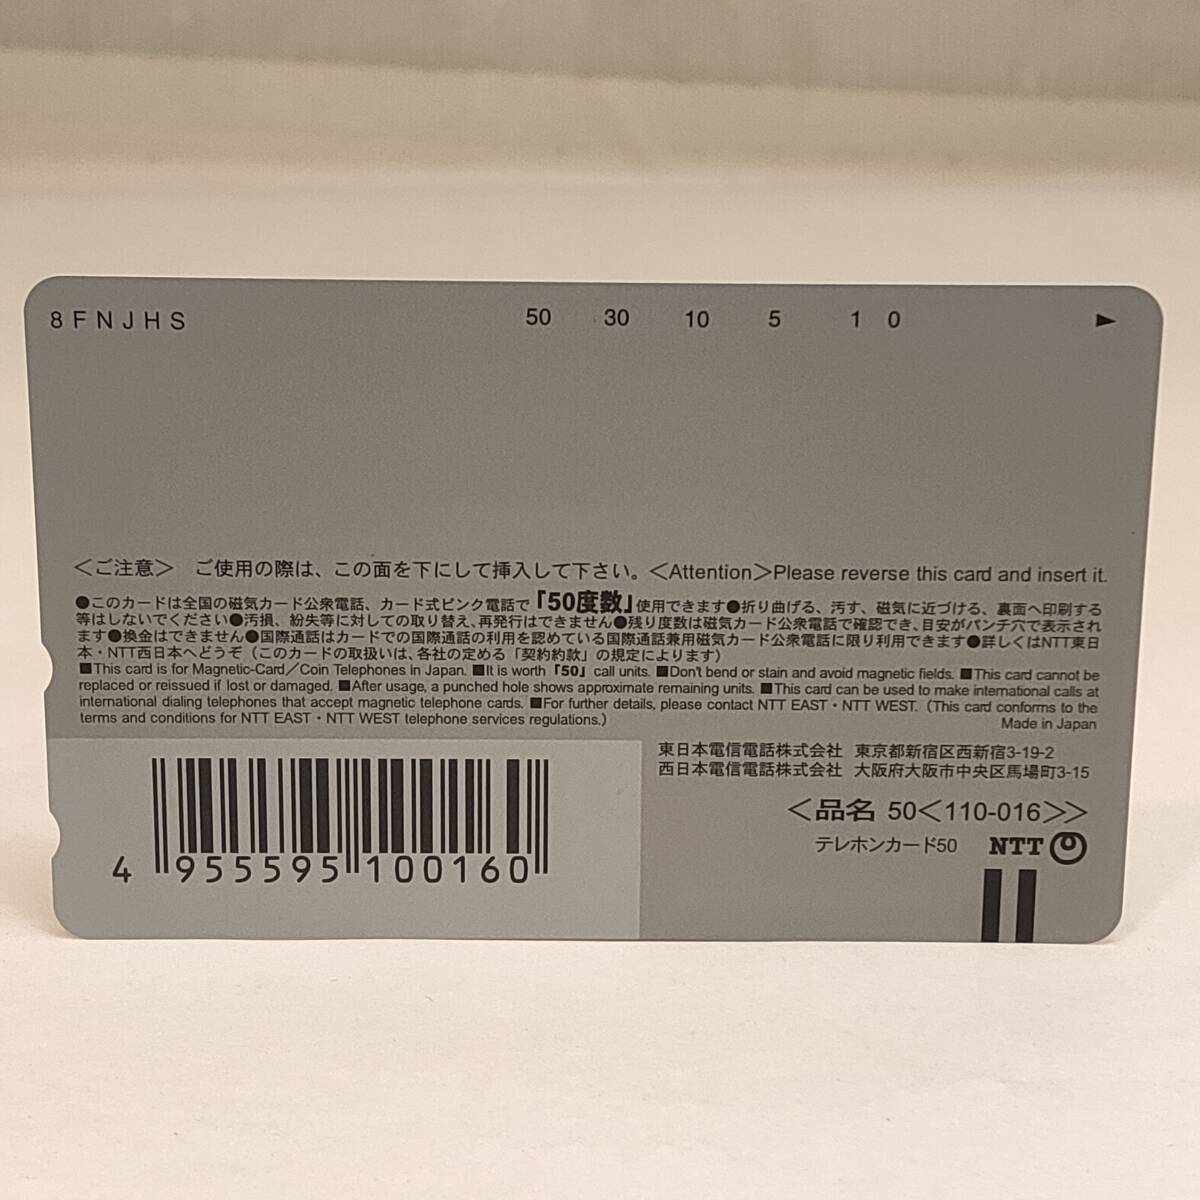 8FNJHS 50 30 10 5 1 0 ►
＜ご注意＞ ご使用の際は、この面を下にして挿入して下さい。＜Attention＞Please reverse this card and insert it.
●このカードは全国の磁気カード公衆電話、カード式ピンク電話で「50度数」使用できます●折り曲げる、汚す、磁気に近づける、裏面へ印刷する
等はしないでください●汚損、紛失等に対しての取り替え、再発行はできません●残り度数は磁気カード公衆電話で確認でき、目安がパンチ穴で表示され
ます●換金はできません●国際通話はカードでの国際通話の利用を認めている国際通話兼用磁気カード公衆電話に限り利用できます●詳しくはNTT東日
本・NTT西日本へどうぞ（このカードの取扱いは、各社の定める「契約約款」の規定によります）
■This card is for Magnetic-Card／Coin Telephones in Japan. ■It is worth「50」call units. ■Don't bend or stain and avoid magnetic fields. ■This card cannot be
replaced or reissued if lost or damaged. ■After usage, a punched hole shows approximate remaining units. ■This card can be used to make international calls at
international dialing telephones that accept magnetic telephone cards. ■For further details, please contact NTT EAST・NTT WEST.（This card conforms to the
terms and conditions for NTT EAST・NTT WEST telephone services regulations.） Made in Japan
東日本電信電話株式会社 東京都新宿区西新宿3-19-2
西日本電信電話株式会社 大阪府大阪市中央区馬場町3-15
＜品名 50＜110-016＞＞
テレホンカード50 NTT
4 955595 100160